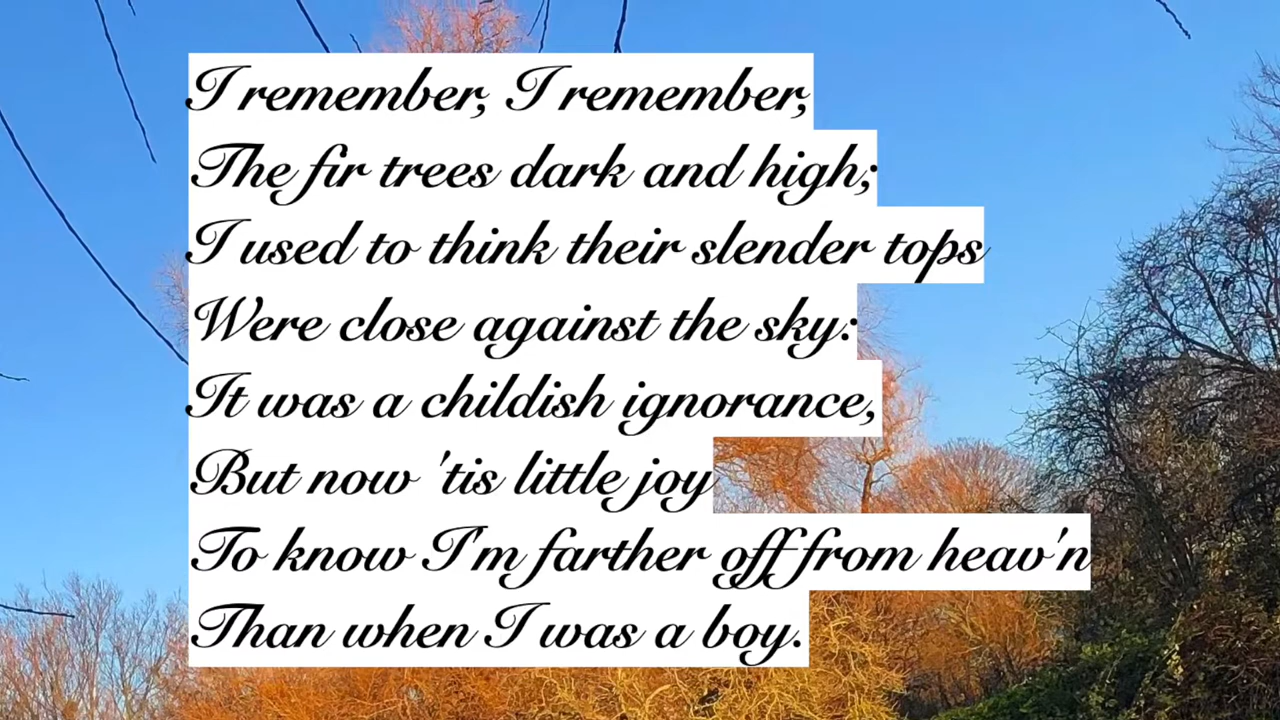 I remember, I remember,
The fir trees dark and high;
I used to think their slender tops
Were close against the sky:
It was a childish ignorance,
But now 'tis little joy
To know I'm farther off from heav'n
Than when I was a boy.